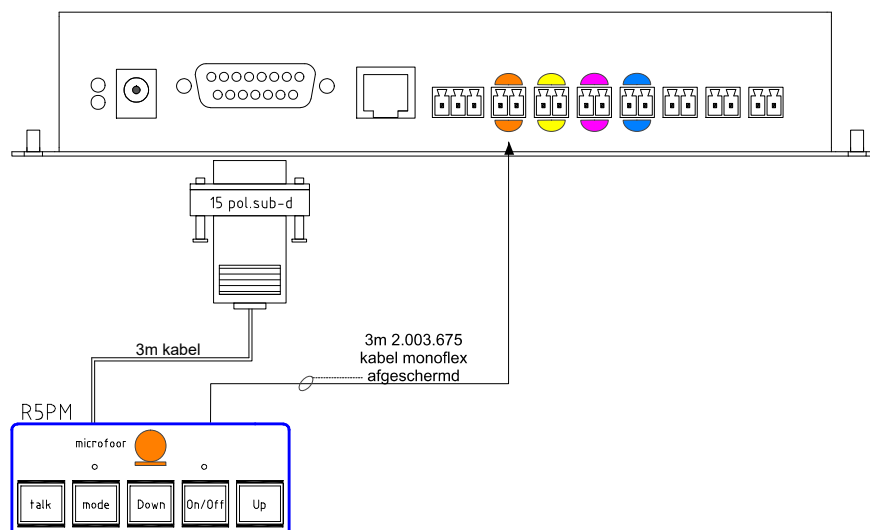 15 pol.sub-d
3m kabel
3m 2.003.675
kabel monoflex
afgeschermd
R5PM
microfoor
talk
mode
Down
On/Off
Up